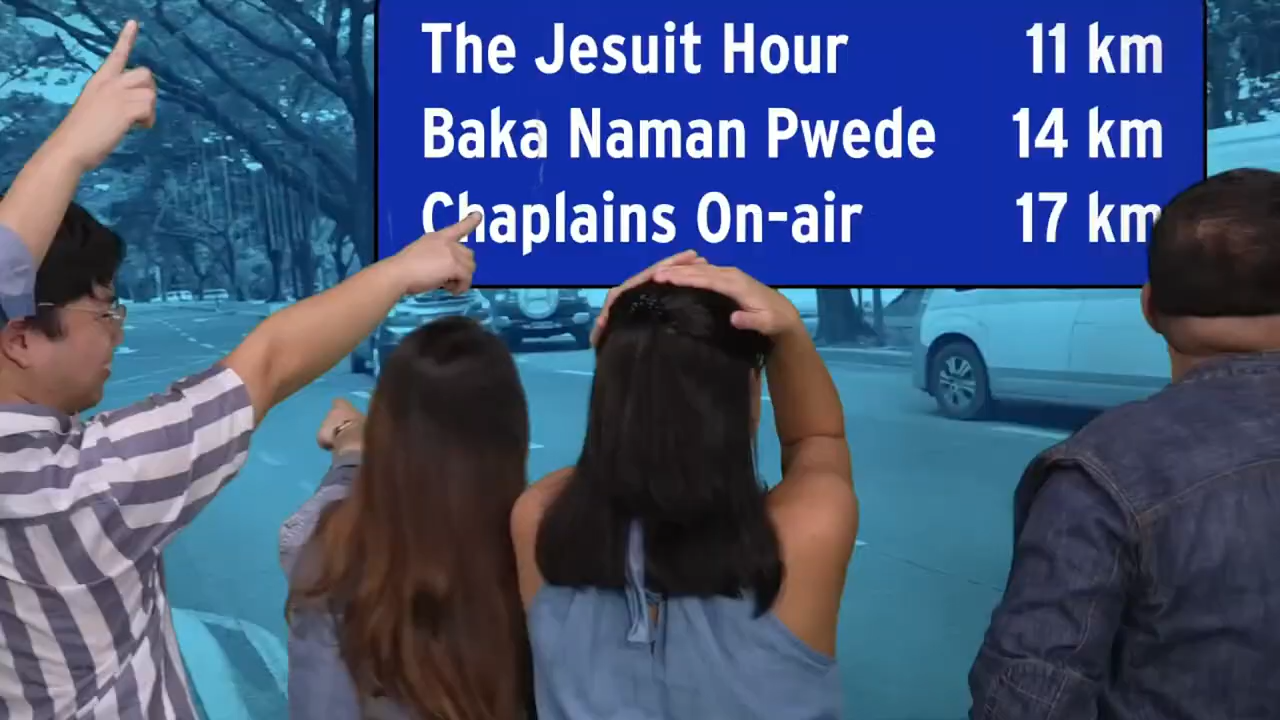 The Jesuit Hour 11 km
Baka Naman Pwede 14 km
Chaplains On-air 17 km